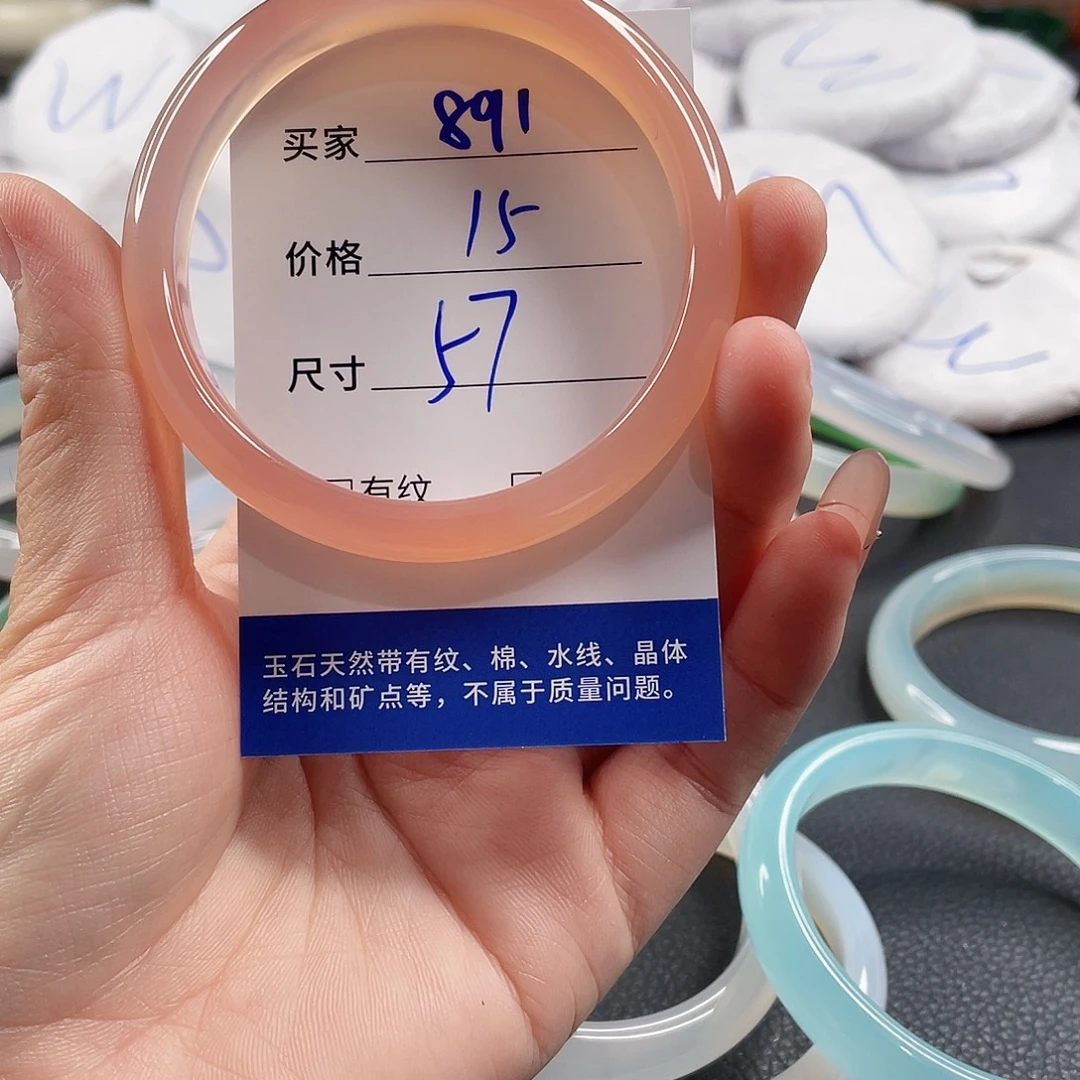 买家 891
价格 15
尺寸 57
有纹
玉石天然带有纹、棉、水线、晶体
结构和矿点等，不属于质量问题。